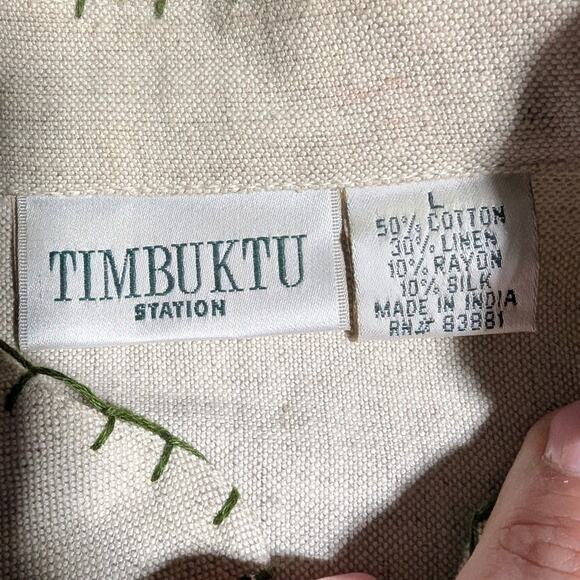 TIMBUKTU
STATION
L
50% COTTON
30% LINEN
10% RAYON
10% SILK
MADE IN INDIA
RN# 83881